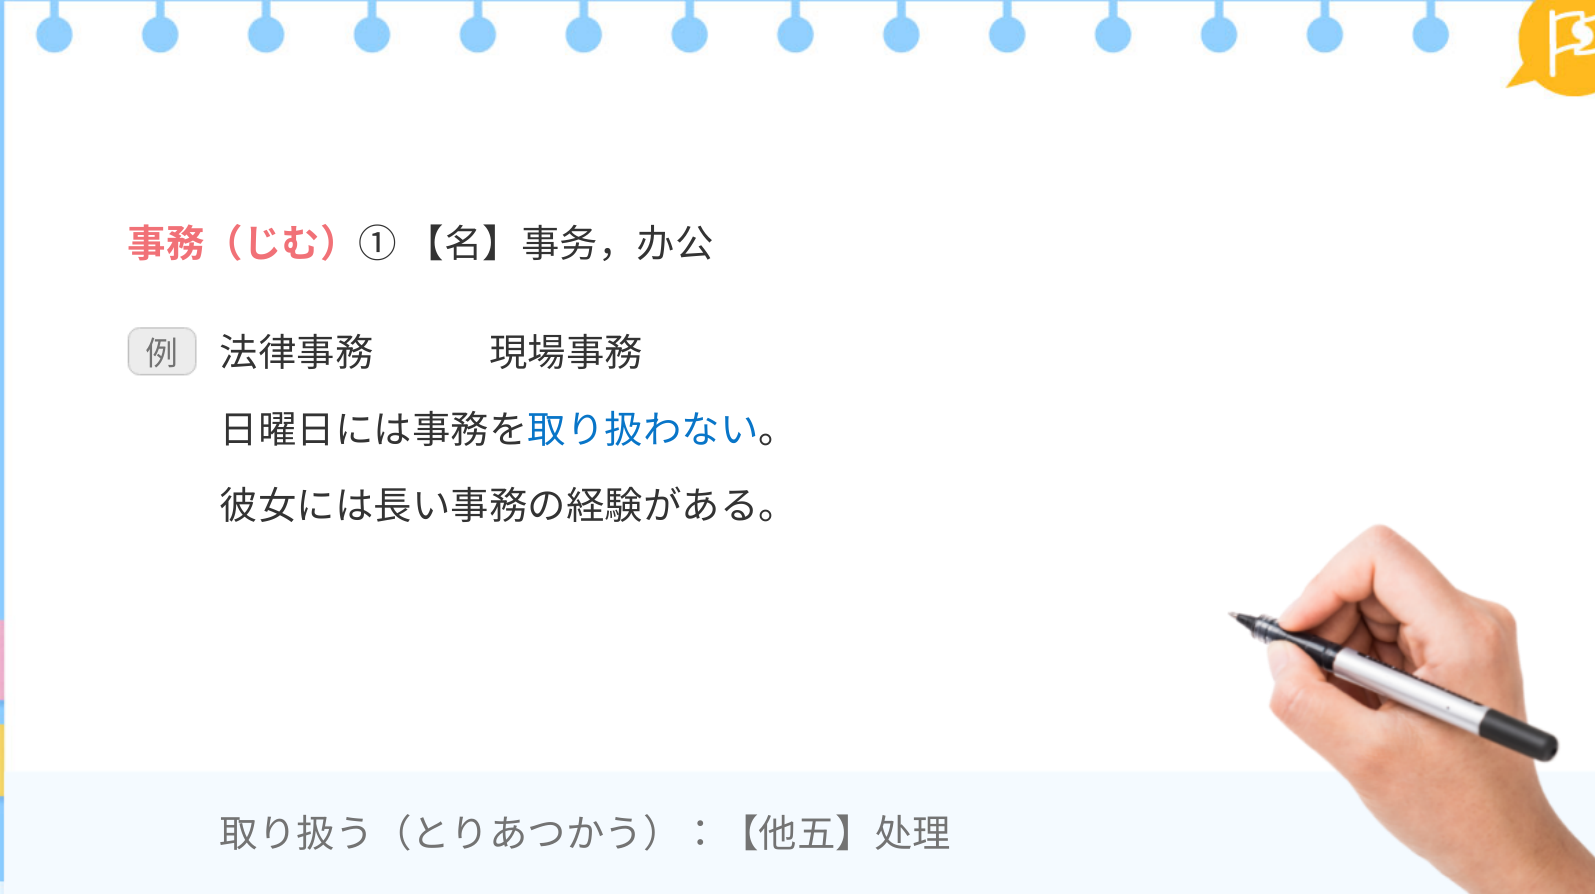 事務（じむ）①【名】事务，办公
例 法律事務 現場事務
日曜日には事務を取り扱わない。
彼女には長い事務の経験がある。
取り扱う（とりあつかう）：【他五】处理